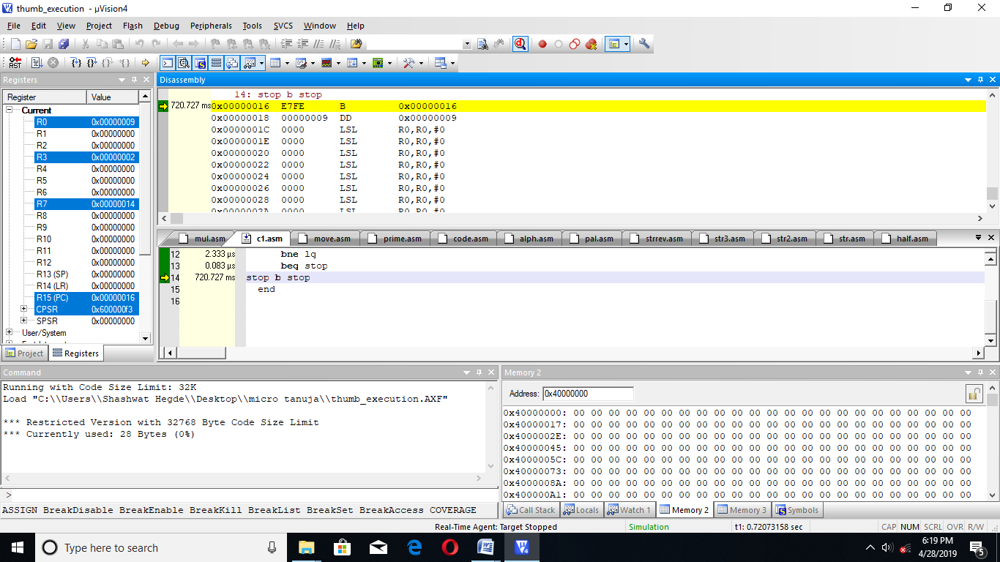 thumb_execution - µVision4
File Edit View Project Flash Debug Peripherals Tools SVCS Window Help
RST
Registers
Register Value
Current
R0 0x00000009
R1 0x00000000
R2 0x00000000
R3 0x00000002
R4 0x00000000
R5 0x00000000
R6 0x00000000
R7 0x00000014
R8 0x00000000
R9 0x00000000
R10 0x00000000
R11 0x00000000
R12 0x00000000
R13 (SP) 0x00000000
R14 (LR) 0x00000000
R15 (PC) 0x00000016
CPSR 0x600000f3
SPSR 0x00000000
User/System
Project Registers
Disassembly
14: stop b stop
720.727 ms 0x00000016 E7FE B 0x00000016
0x00000018 00000009 DD 0x00000009
0x0000001C 0000 LSL R0,R0,#0
0x0000001E 0000 LSL R0,R0,#0
0x00000020 0000 LSL R0,R0,#0
0x00000022 0000 LSL R0,R0,#0
0x00000024 0000 LSL R0,R0,#0
0x00000026 0000 LSL R0,R0,#0
0x00000028 0000 LSL R0,R0,#0
0x0000002A 0000 LSL R0,R0,#0
mul.asm c1.asm move.asm prime.asm code.asm alph.asm pal.asm strrev.asm str3.asm str2.asm str.asm half.asm
12 2.333 µs bne lq
13 0.083 µs beq stop
14 720.727 ms stop b stop
15 end
16
Command
Running with Code Size Limit: 32K
Load "C:\\Users\\Shashwat Hegde\\Desktop\\micro tanuja\\thumb_execution.AXF"
*** Restricted Version with 32768 Byte Code Size Limit
*** Currently used: 28 Bytes (0%)
>
ASSIGN BreakDisable BreakEnable BreakKill BreakList BreakSet BreakAccess COVERAGE
Memory 2
Address: 0x40000000
0x40000000: 00 00 00 00 00 00 00 00 00 00 00 00 00 00 00 00 00 00 00 00 00 00 00
0x40000017: 00 00 00 00 00 00 00 00 00 00 00 00 00 00 00 00 00 00 00 00 00 00 00
0x4000002E: 00 00 00 00 00 00 00 00 00 00 00 00 00 00 00 00 00 00 00 00 00 00 00
0x40000045: 00 00 00 00 00 00 00 00 00 00 00 00 00 00 00 00 00 00 00 00 00 00 00
0x4000005C: 00 00 00 00 00 00 00 00 00 00 00 00 00 00 00 00 00 00 00 00 00 00 00
0x40000073: 00 00 00 00 00 00 00 00 00 00 00 00 00 00 00 00 00 00 00 00 00 00 00
0x4000008A: 00 00 00 00 00 00 00 00 00 00 00 00 00 00 00 00 00 00 00 00 00 00 00
0x400000A1: 00 00 00 00 00 00 00 00 00 00 00 00 00 00 00 00 00 00 00 00 00 00 00
Call Stack Locals Watch 1 Memory 2 Memory 3 Symbols
Real-Time Agent: Target Stopped Simulation t1: 0.72073158 sec CAP NUM SCRL OVR R/W
Type here to search
6:19 PM
4/28/2019
5